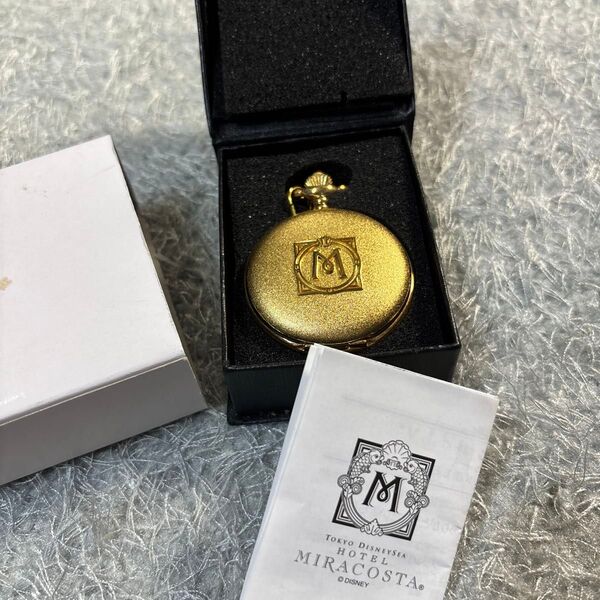 M
M
TOKYO DISNEYSEA
HOTEL
MIRACOSTA®
© DISNEY